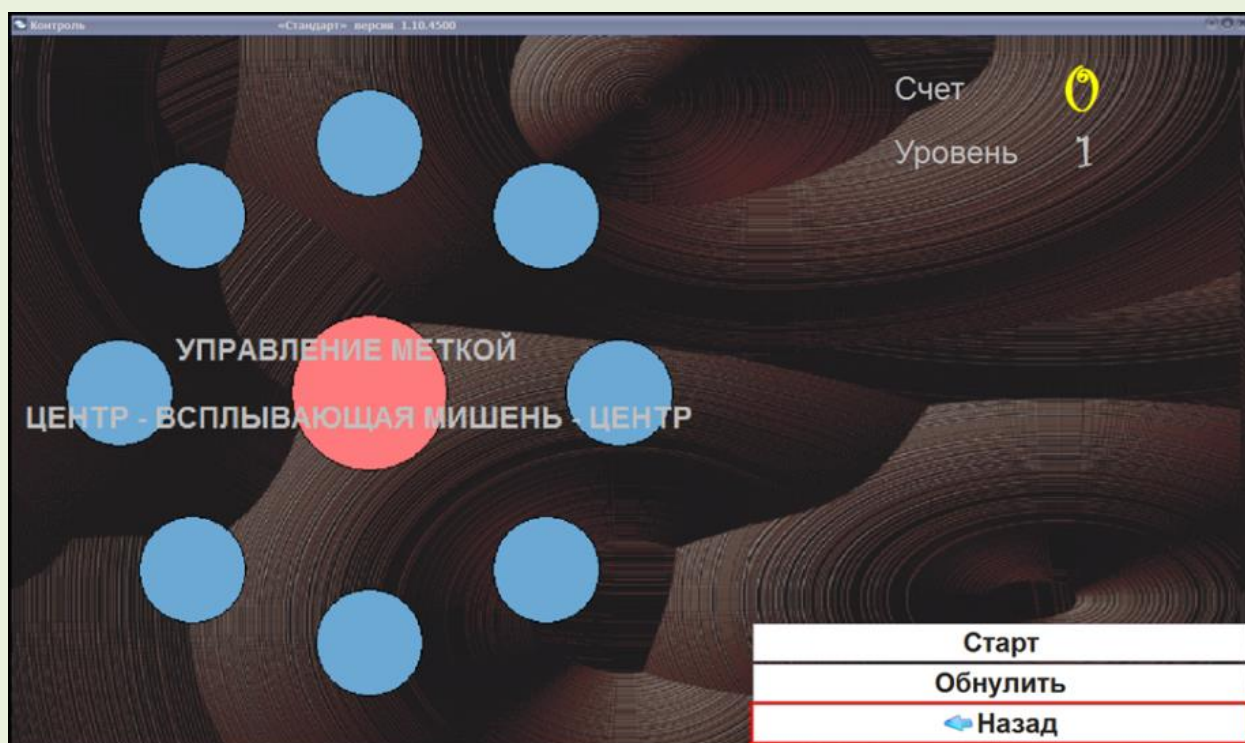 Контроль «Стандарт» версия 1.10.4500
Счет 0
Уровень 1
УПРАВЛЕНИЕ МЕТКОЙ
ЦЕНТР - ВСПЛЫВАЮЩАЯ МИШЕНЬ - ЦЕНТР
Старт
Обнулить
Назад